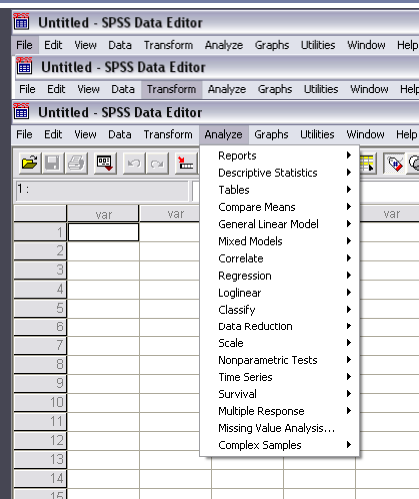 Untitled - SPSS Data Editor
File Edit View Data Transform Analyze Graphs Utilities Window Help
Untitled - SPSS Data Editor
File Edit View Data Transform Analyze Graphs Utilities Window Help
Untitled - SPSS Data Editor
File Edit View Data Transform Analyze Graphs Utilities Window Help
1 :
var var var
Reports
Descriptive Statistics
Tables
Compare Means
General Linear Model
Mixed Models
Correlate
Regression
Loglinear
Classify
Data Reduction
Scale
Nonparametric Tests
Time Series
Survival
Multiple Response
Missing Value Analysis...
Complex Samples
1
2
3
4
5
6
7
8
9
10
11
12
13
14
15